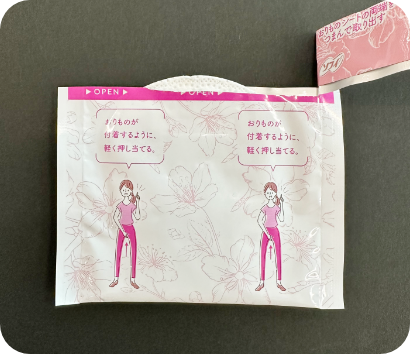 おりものシートの両端を
つまんで取り出す
▶OPEN▶
OPEN▶
おりものが
付着するように、
軽く押し当てる。
おりものが
付着するように、
軽く押し当てる。